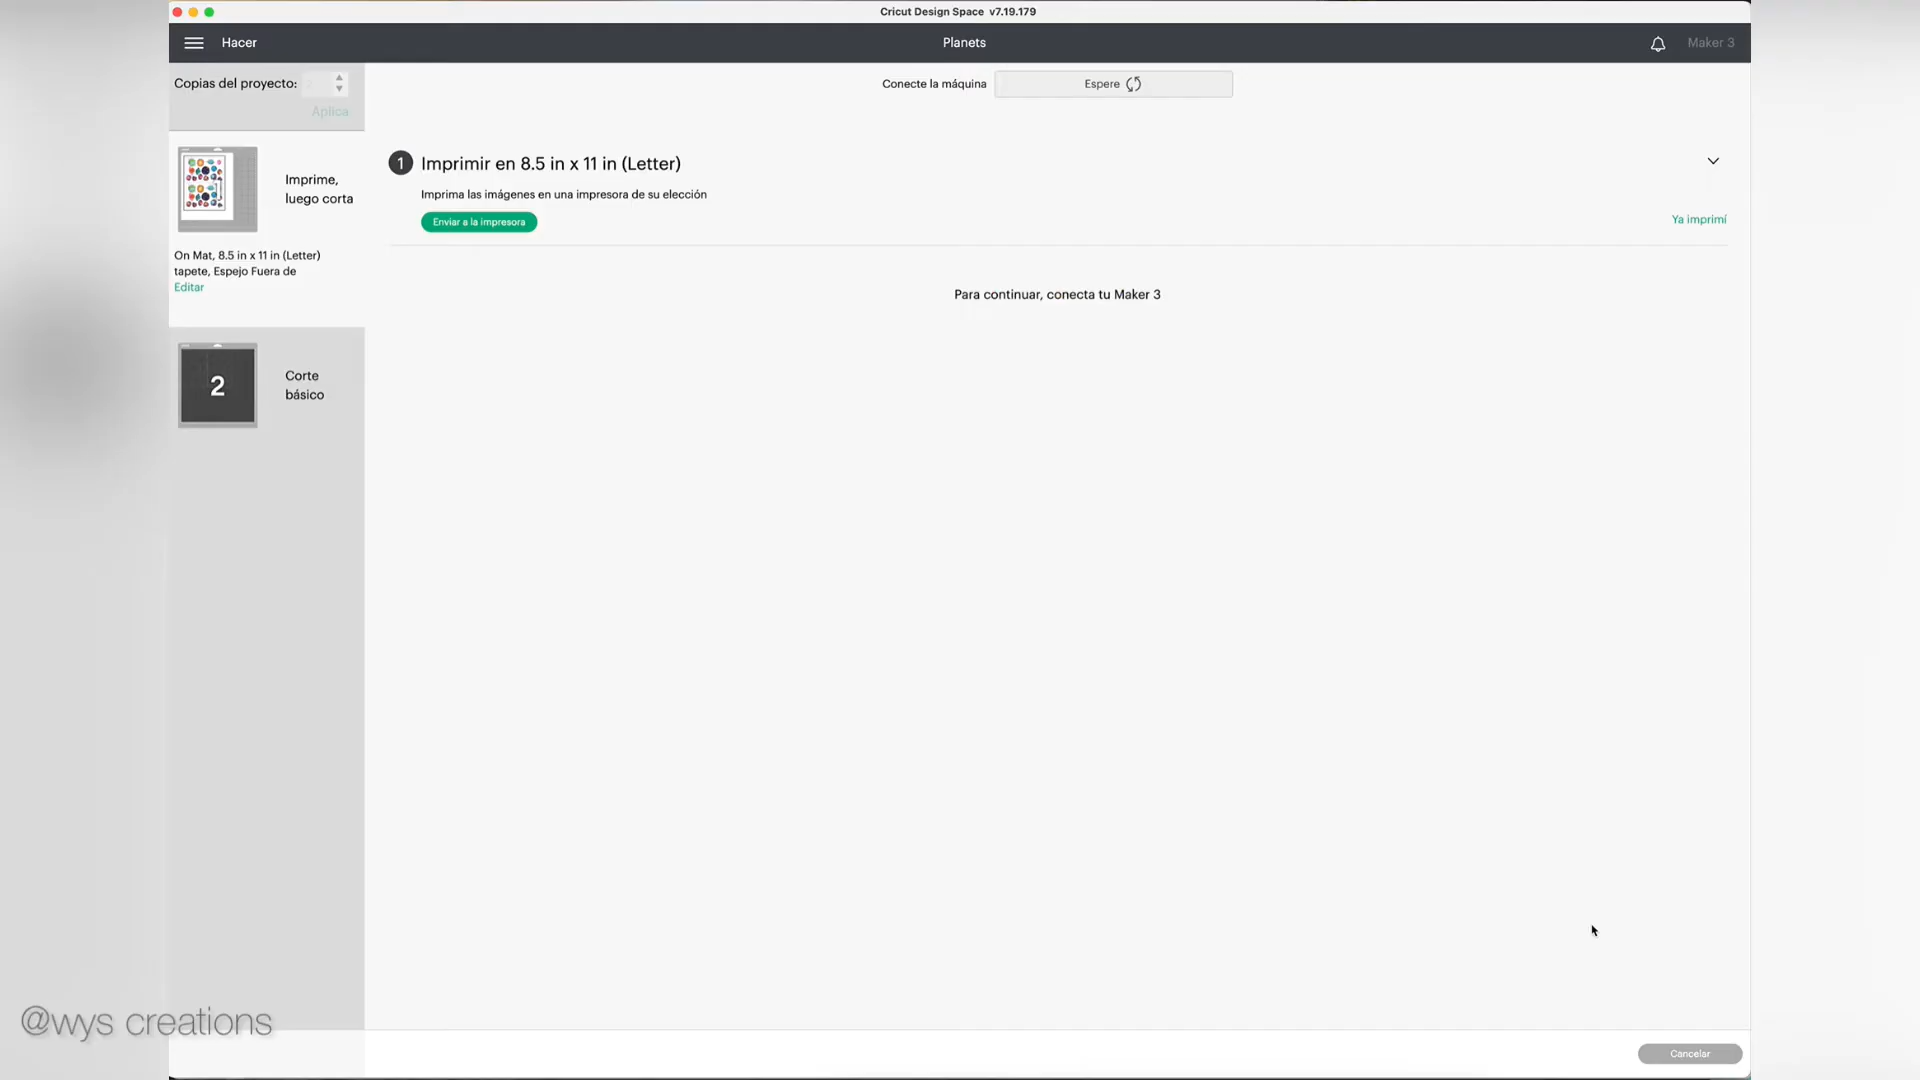 Cricut Design Space v7.19.179
Hacer
Planets
Maker 3
Copias del proyecto:
Aplica
Conecte la máquina
Espere
Imprime,
luego corta
On Mat, 8.5 in x 11 in (Letter)
tapete, Espejo Fuera de
Editar
2
Corte
básico
1
Imprimir en 8.5 in x 11 in (Letter)
Imprima las imágenes en una impresora de su elección
Enviar a la impresora
Ya imprimí
Para continuar, conecta tu Maker 3
@wys creations
Cancelar